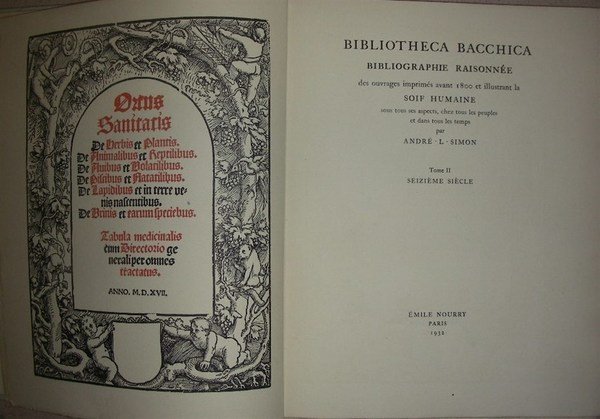 Ortus
Sanitatis
De Herbis et Plantis.
De Animalibus et Reptilibus.
De Auibus et Volatilibus.
De Piscibus et Natatilibus.
De Lapidibus et in terre ve-
nis nascentibus.
De Urinis et earum speciebus.
Tabula medicinalis
cum Directorio ge
nerali per omnes
tractatus.
ANNO. M. D. XVII.
BIBLIOTHECA BACCHICA
BIBLIOGRAPHIE RAISONNÉE
des ouvrages imprimés avant 1800 et illustrant la
SOIF HUMAINE
sous tous ses aspects, chez tous les peuples
et dans tous les temps
par
ANDRÉ · L · SIMON
Tome II
SEIZIÈME SIÈCLE
ÉMILE NOURRY
PARIS
1932